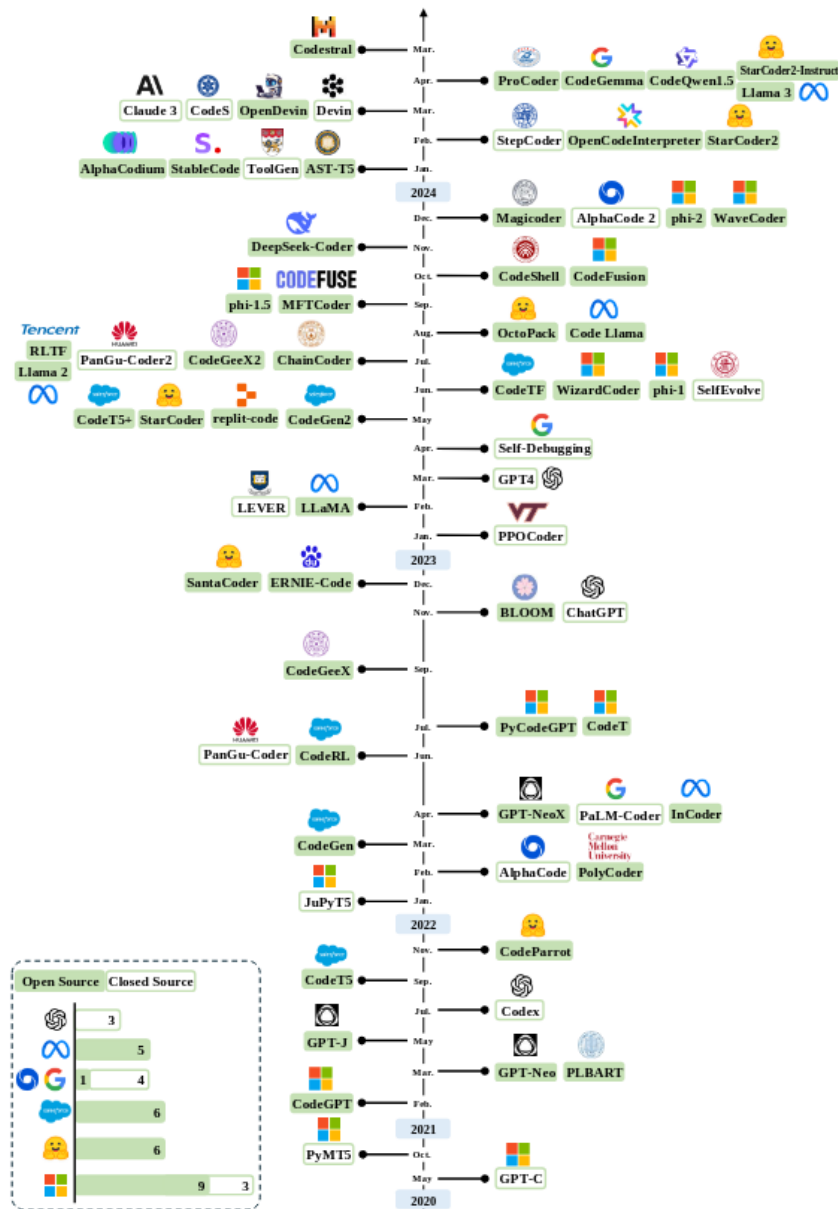 Codestral
Mar.
Apr.
ProCoder CodeGemma CodeQwen1.5 StarCoder2-Instruct
Llama 3
Claude 3 CodeS OpenDevin Devin
Mar.
Feb.
StepCoder OpenCodeInterpreter StarCoder2
S.
AlphaCodium StableCode ToolGen AST-T5
Jan.
2024
Dec.
Magicoder AlphaCode 2 phi-2 WaveCoder
DeepSeek-Coder
Nov.
Oct.
CodeShell CodeFusion
CODEFUSE
phi-1.5 MFTCoder
Sep.
Aug.
OctoPack Code Llama
Tencent
HUAWEI
RLTF
PanGu-Coder2 CodeGeeX2 ChainCoder
Llama 2
Jul.
Jun.
CodeTF WizardCoder phi-1 SelfEvolve
CodeT5+ StarCoder replit-code CodeGen2
May
Apr.
Self-Debugging
Mar.
GPT4
LEVER LLaMA
Feb.
Jan.
VT
PPOCoder
2023
du
SantaCoder ERNIE-Code
Dec.
Nov.
BLOOM ChatGPT
CodeGeeX
Sep.
Jul.
PyCodeGPT CodeT
HUAWEI
PanGu-Coder CodeRL
Jun.
Apr.
GPT-NeoX PaLM-Coder InCoder
CodeGen
Mar.
Feb.
Carnegie
Mellon
University
AlphaCode PolyCoder
JuPyT5
Jan.
2022
Nov.
CodeParrot
CodeT5
Sep.
Jul.
Codex
GPT-J
May
Mar.
GPT-Neo PLBART
CodeGPT
Feb.
2021
PyMT5
Oct.
May
GPT-C
2020
Open Source Closed Source
3
5
1 4
6
6
9 3